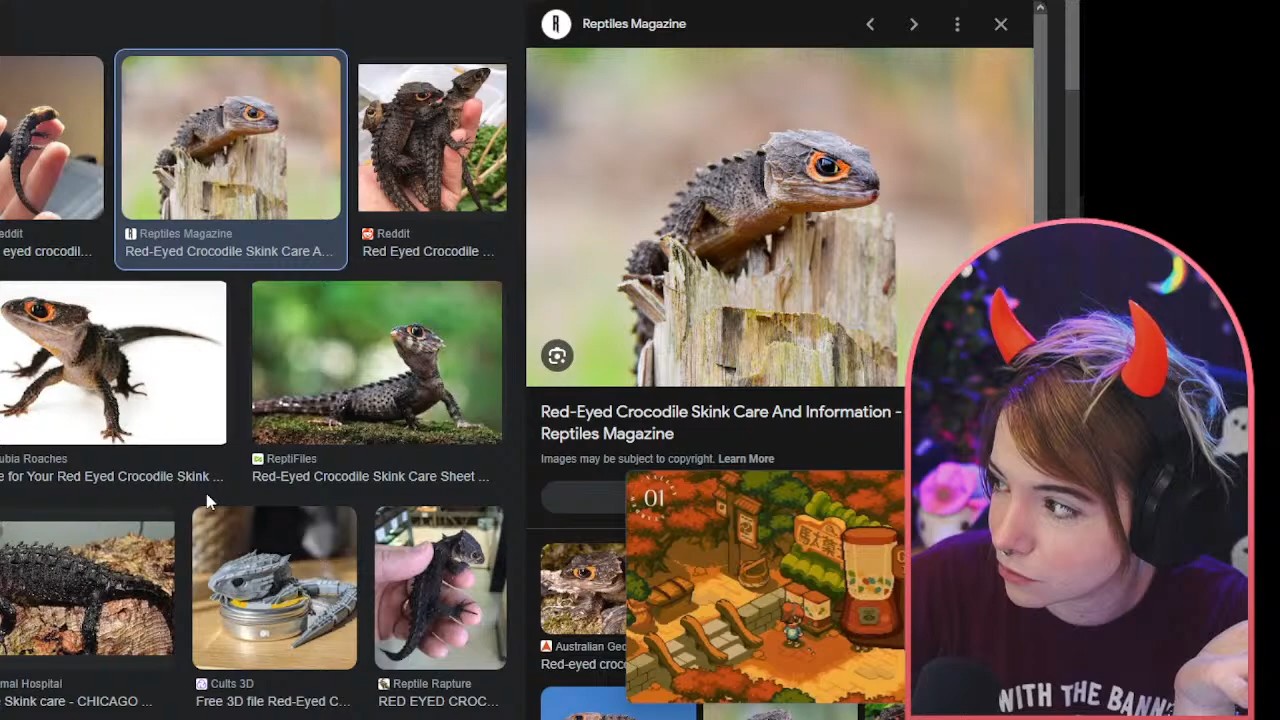 Reptiles Magazine
eddit
eyed crocodil...
Reptiles Magazine
Red-Eyed Crocodile Skink Care A...
Reddit
Red Eyed Crocodile ...
ubia Roaches
e for Your Red Eyed Crocodile Skink ...
ReptiFiles
Red-Eyed Crocodile Skink Care Sheet ...
mal Hospital
Skink care - CHICAGO ...
Cults 3D
Free 3D file Red-Eyed C...
Reptile Rapture
RED EYED CROC...
Red-Eyed Crocodile Skink Care And Information -
Reptiles Magazine
Images may be subject to copyright. Learn More
01
Australian Geo
Red-eyed croco
WITH THE BANN